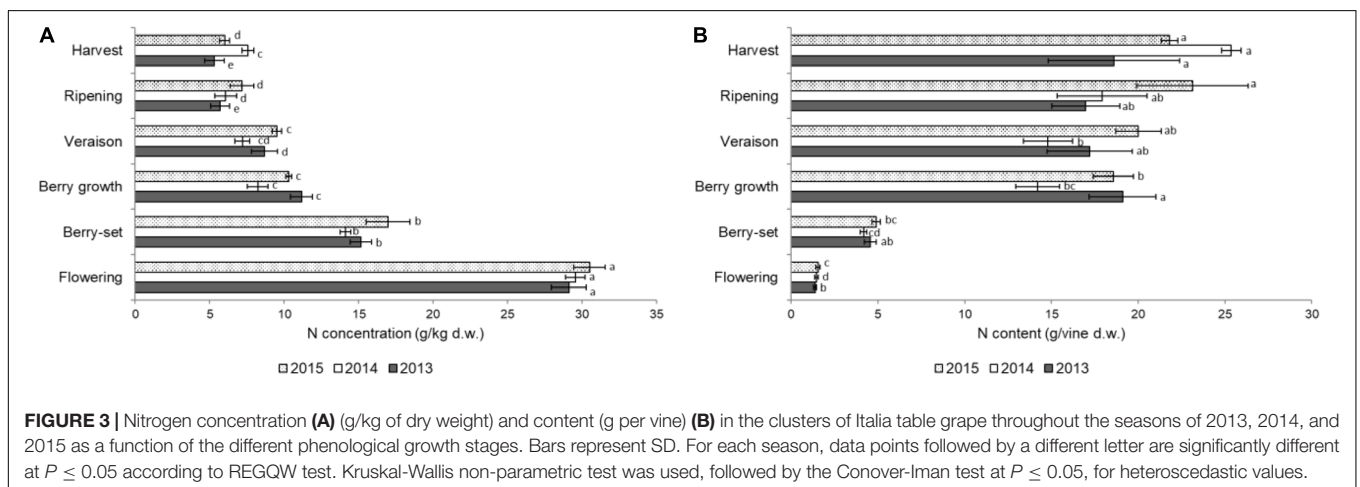 A
Harvest
d
c
e
Ripening
d
d
e
Veraison
c
cd
d
Berry growth
c
c
c
Berry-set
b
b
b
Flowering
a
a
a
0 5 10 15 20 25 30 35
N concentration (g/kg d.w.)
2015 2014 2013
B
Harvest
a
a
a
Ripening
a
ab
ab
Veraison
ab
b
ab
Berry growth
b
bc
a
Berry-set
bc
cd
ab
Flowering
c
d
b
0 5 10 15 20 25 30
N content (g/vine d.w.)
2015 2014 2013
FIGURE 3 | Nitrogen concentration (A) (g/kg of dry weight) and content (g per vine) (B) in the clusters of Italia table grape throughout the seasons of 2013, 2014, and
2015 as a function of the different phenological growth stages. Bars represent SD. For each season, data points followed by a different letter are significantly different
at P ≤ 0.05 according to REGQW test. Kruskal-Wallis non-parametric test was used, followed by the Conover-Iman test at P ≤ 0.05, for heteroscedastic values.